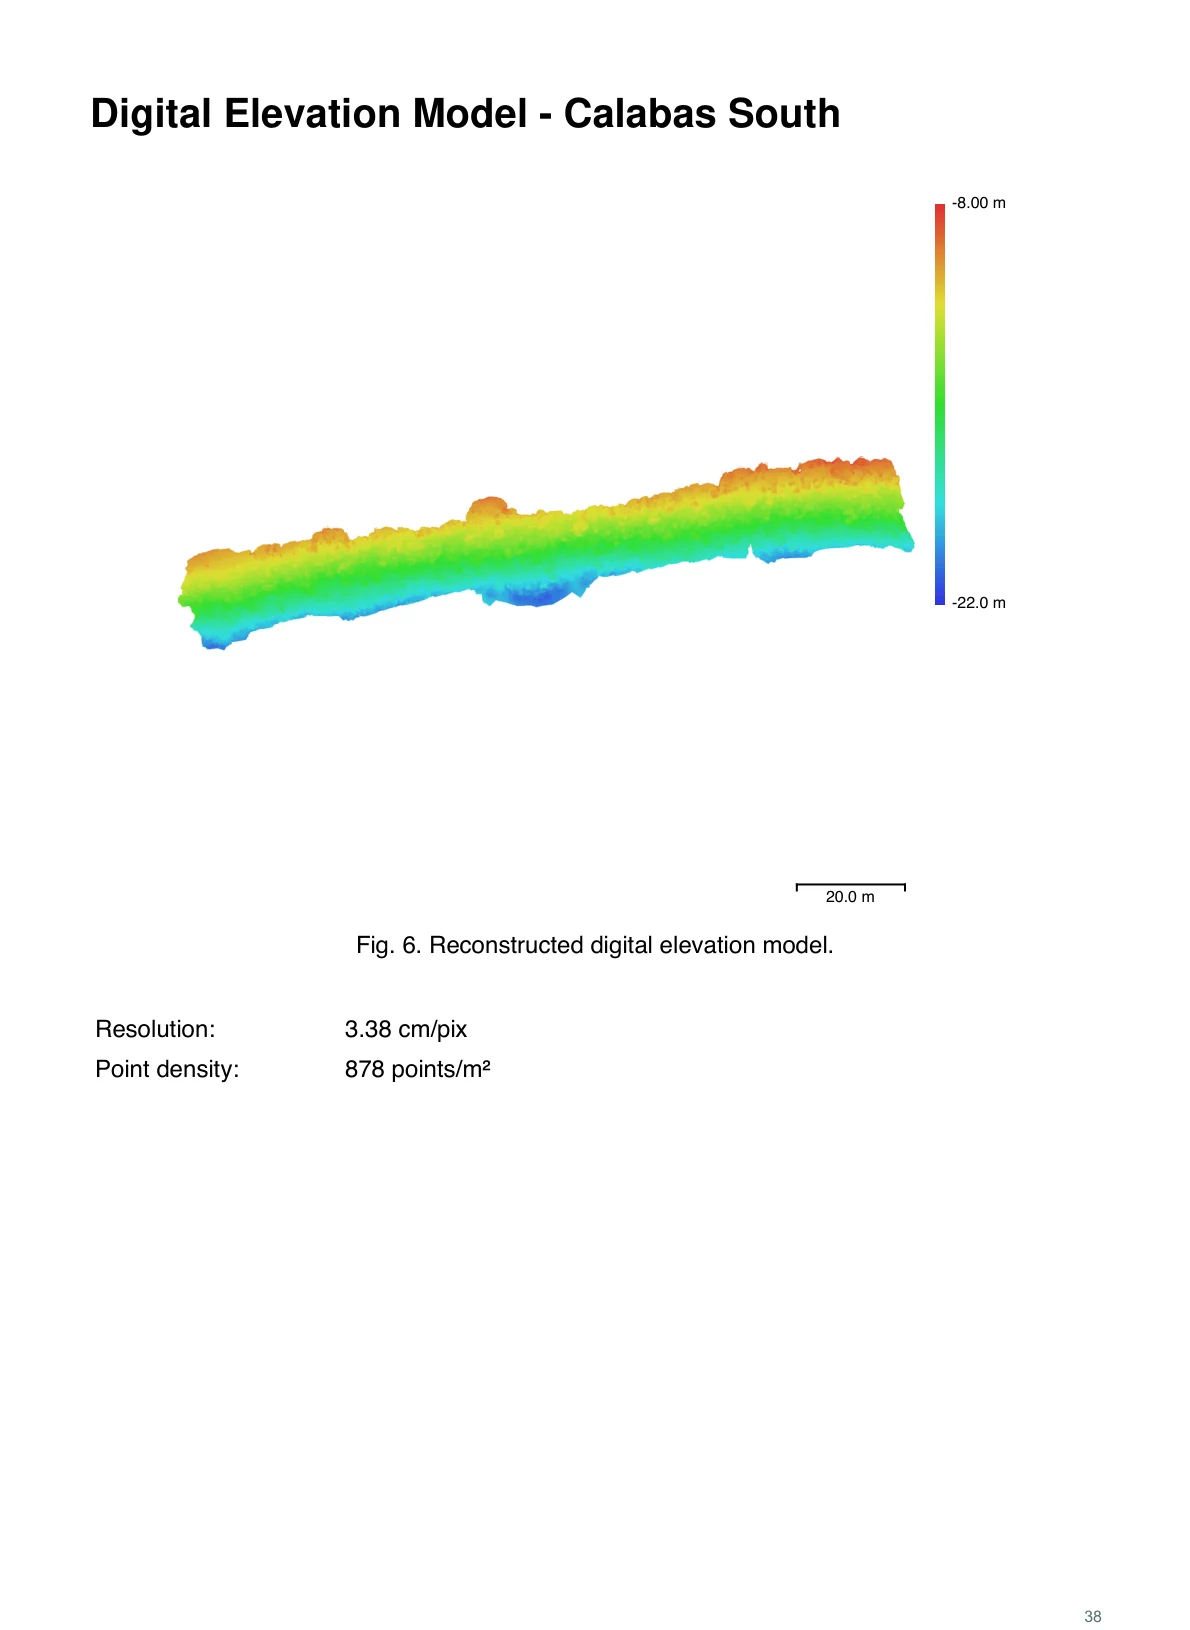 Digital Elevation Model - Calabas South
-8.00 m
-22.0 m
20.0 m
Fig. 6. Reconstructed digital elevation model.
Resolution: 3.38 cm/pix
Point density: 878 points/m²
38